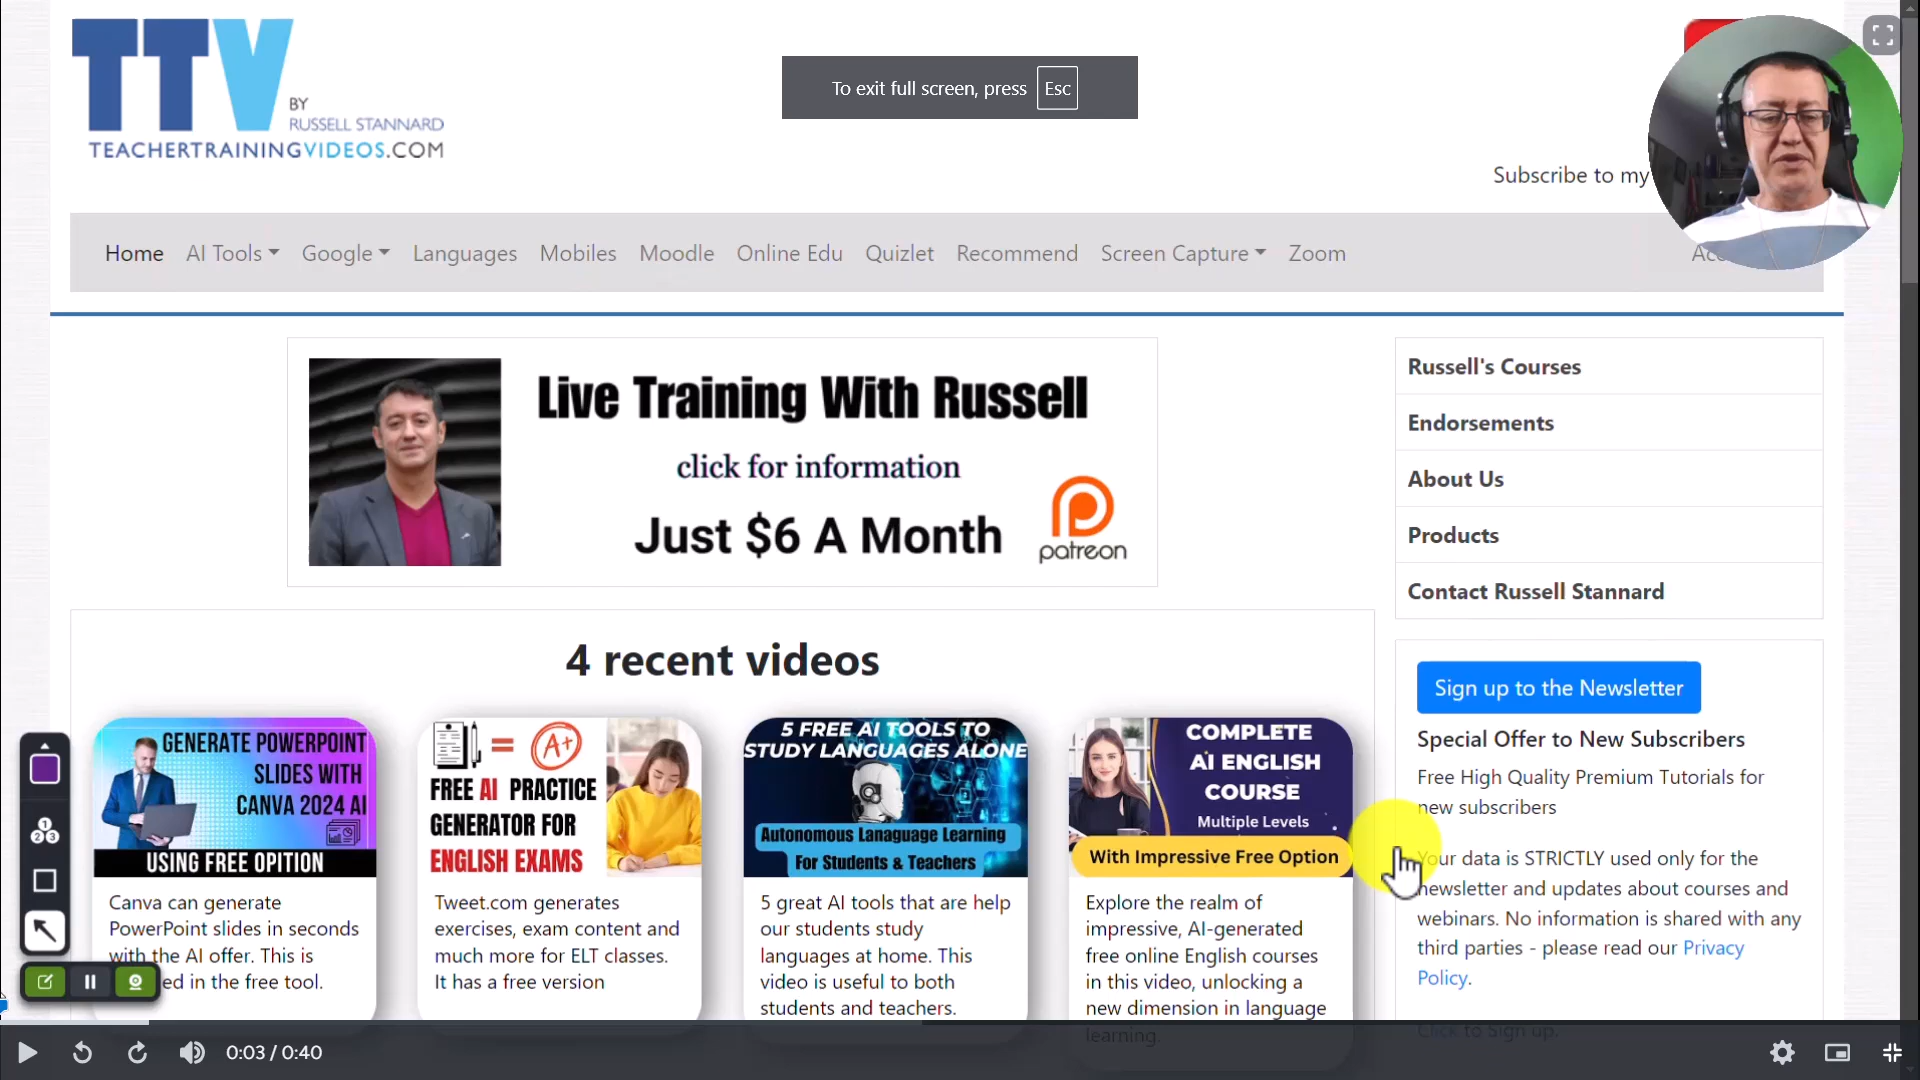 TTV
BY
RUSSELL STANNARD
TEACHERTRAININGVIDEOS.COM
To exit full screen, press Esc
Subscribe to my
Home AI Tools Google Languages Mobiles Moodle Online Edu Quizlet Recommend Screen Capture Zoom
Live Training With Russell
click for information
Just $6 A Month
patreon
Russell's Courses
Endorsements
About Us
Products
Contact Russell Stannard
4 recent videos
GENERATE POWERPOINT
SLIDES WITH
CANVA 2024 AI
USING FREE OPTION
Canva can generate
PowerPoint slides in seconds
with the AI offer. This is
ed in the free tool.
= A+
FREE AI PRACTICE
GENERATOR FOR
ENGLISH EXAMS
Tweet.com generates
exercises, exam content and
much more for ELT classes.
It has a free version
5 FREE AI TOOLS TO
STUDY LANGUAGES ALONE
Autonomous Lanaguage Learning
For Students & Teachers
5 great AI tools that are help
our students study
languages at home. This
video is useful to both
students and teachers.
COMPLETE
AI ENGLISH
COURSE
Multiple Levels
With Impressive Free Option
Explore the realm of
impressive, AI-generated
free online English courses
in this video, unlocking a
new dimension in language
learning.
Sign up to the Newsletter
Special Offer to New Subscribers
Free High Quality Premium Tutorials for
new subscribers
Your data is STRICTLY used only for the
newsletter and updates about courses and
webinars. No information is shared with any
third parties - please read our Privacy
Policy.
Click to Sign up.
1
2 3
0:03 / 0:40